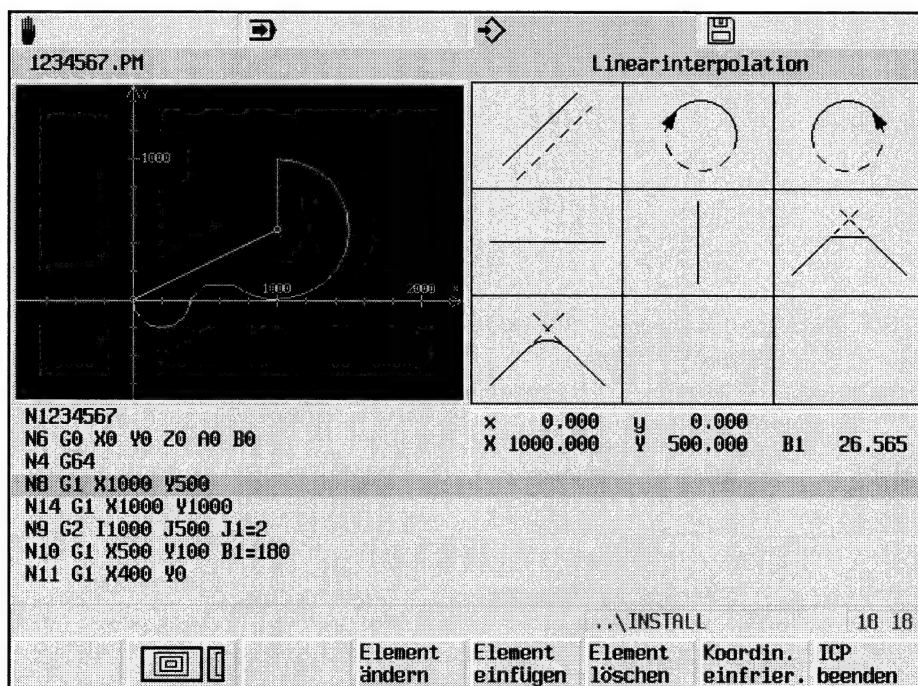 1234567.PM
Linearinterpolation
Y
1000
1000
2000
x
N1234567
N6 G0 X0 Y0 Z0 A0 B0
N4 G64
N8 G1 X1000 Y500
N14 G1 X1000 Y1000
N9 G2 I1000 J500 J1=2
N10 G1 X500 Y100 B1=180
N11 G1 X400 Y0
x 0.000 y 0.000
X 1000.000 Y 500.000 B1 26.565
..\INSTALL
18 18
Element ändern
Element einfügen
Element löschen
Koordin. einfrier.
ICP beenden